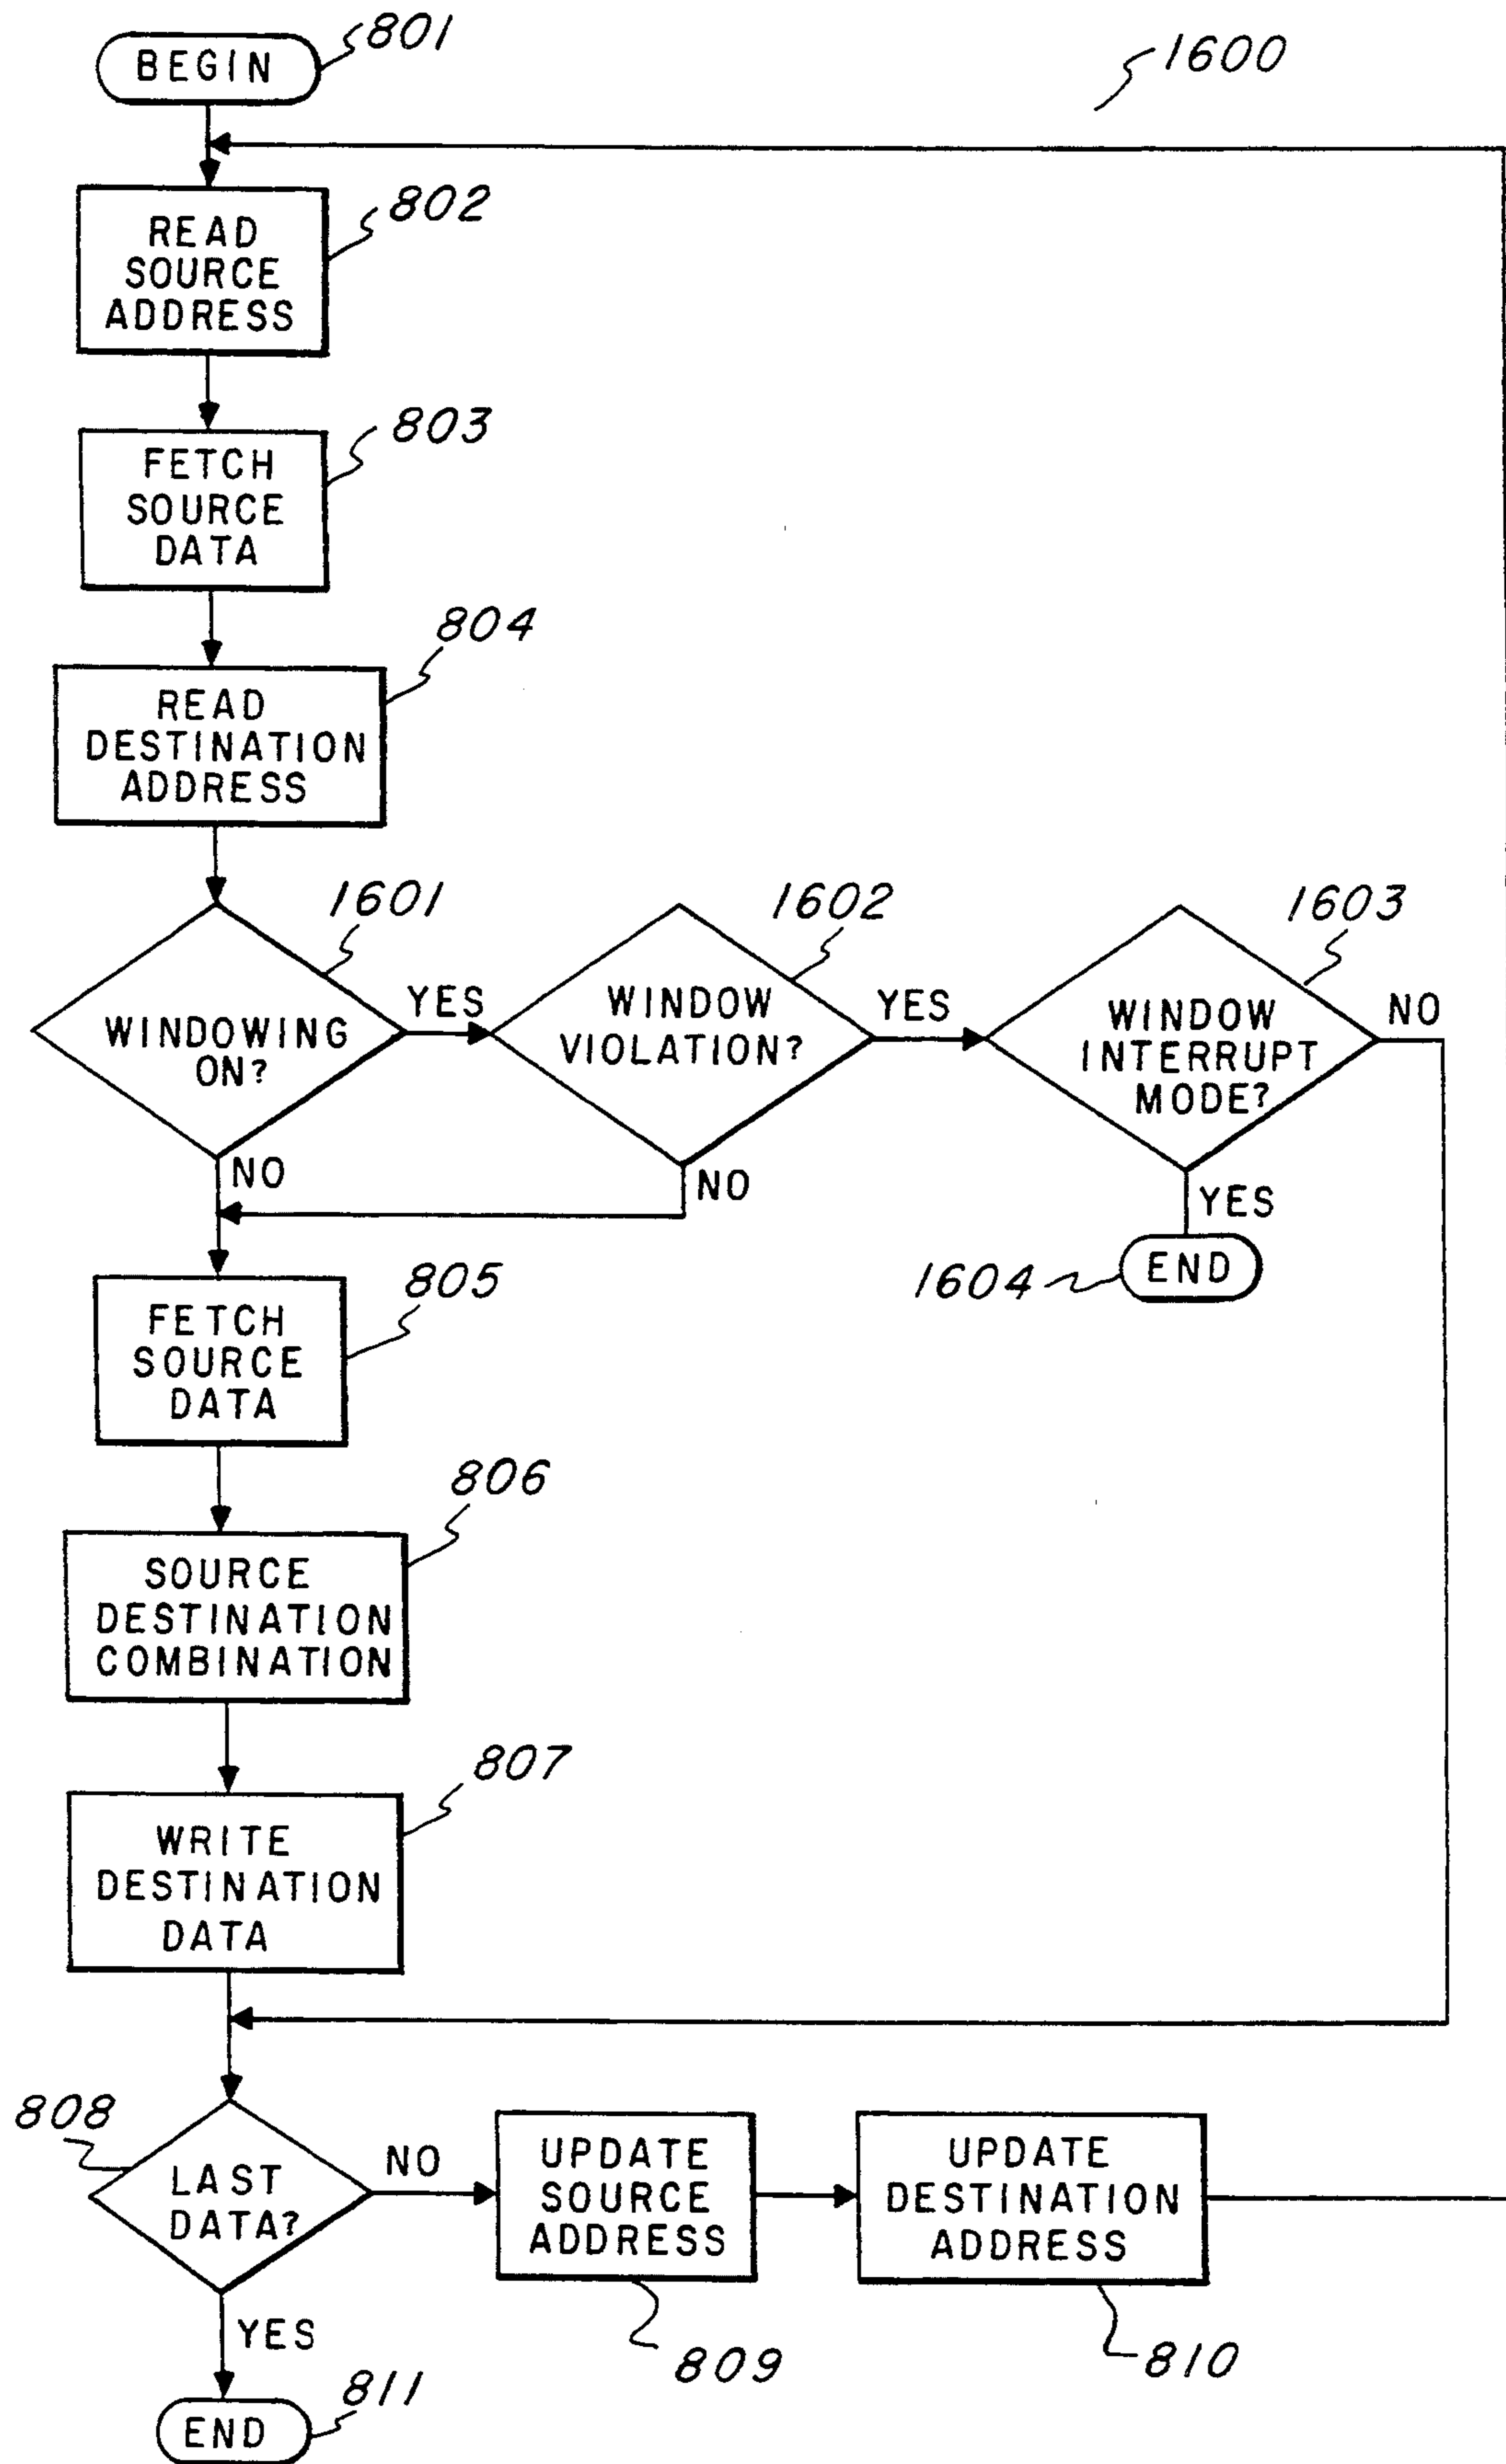 BEGIN
801
1600
READ
SOURCE
ADDRESS
802
FETCH
SOURCE
DATA
803
READ
DESTINATION
ADDRESS
804
WINDOWING
ON?
1601
YES
NO
WINDOW
VIOLATION?
1602
YES
NO
WINDOW
INTERRUPT
MODE?
1603
NO
YES
END
1604
FETCH
SOURCE
DATA
805
SOURCE
DESTINATION
COMBINATION
806
WRITE
DESTINATION
DATA
807
808
LAST
DATA?
NO
UPDATE
SOURCE
ADDRESS
809
UPDATE
DESTINATION
ADDRESS
810
YES
END
811